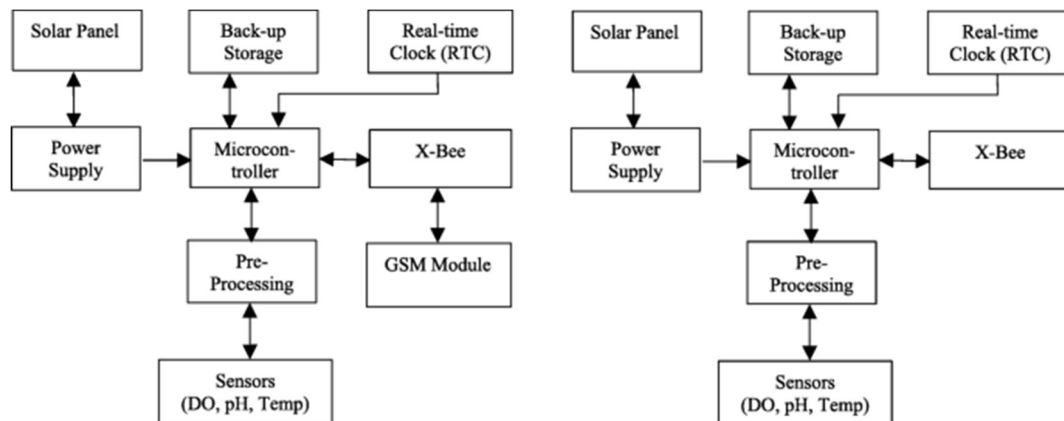 Solar Panel
Back-up
Storage
Real-time
Clock (RTC)
Power
Supply
Microcon-
troller
X-Bee
Pre-
Processing
GSM Module
Sensors
(DO, pH, Temp)
Solar Panel
Back-up
Storage
Real-time
Clock (RTC)
Power
Supply
Microcon-
troller
X-Bee
Pre-
Processing
Sensors
(DO, pH, Temp)